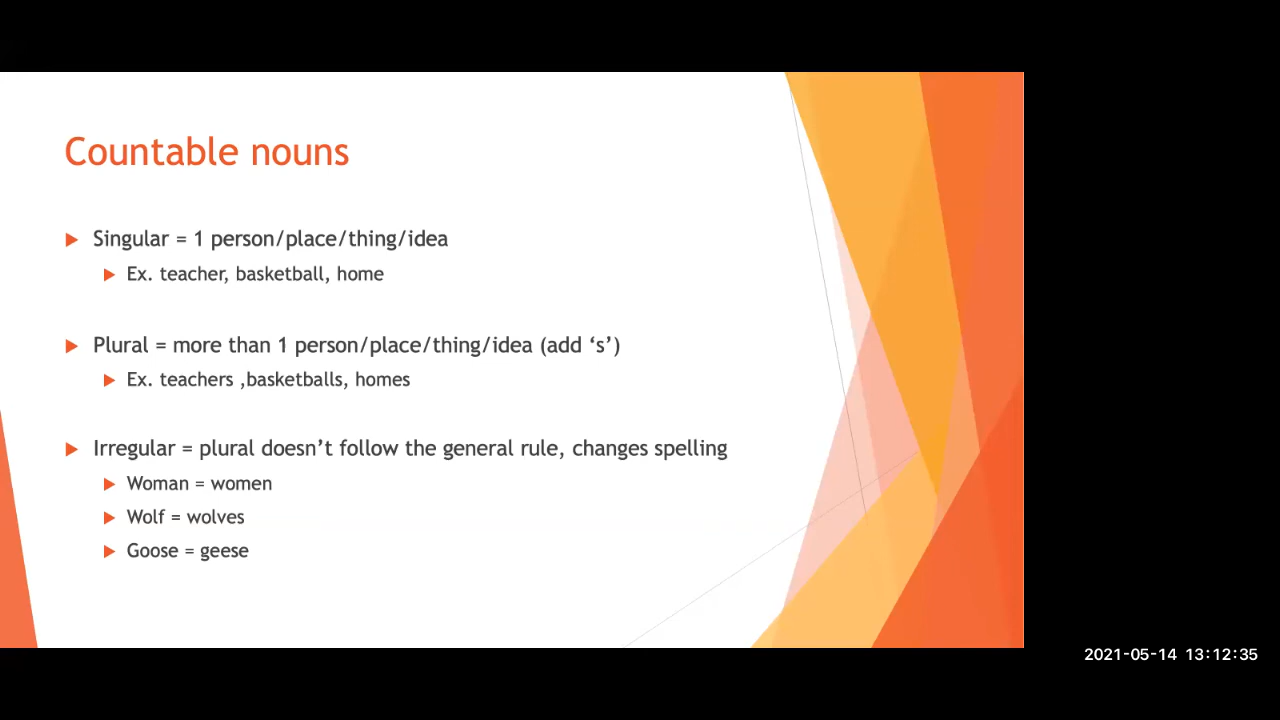 Countable nouns
Singular = 1 person/place/thing/idea
Ex. teacher, basketball, home
Plural = more than 1 person/place/thing/idea (add ‘s’)
Ex. teachers ,basketballs, homes
Irregular = plural doesn’t follow the general rule, changes spelling
Woman = women
Wolf = wolves
Goose = geese
2021-05-14 13:12:35